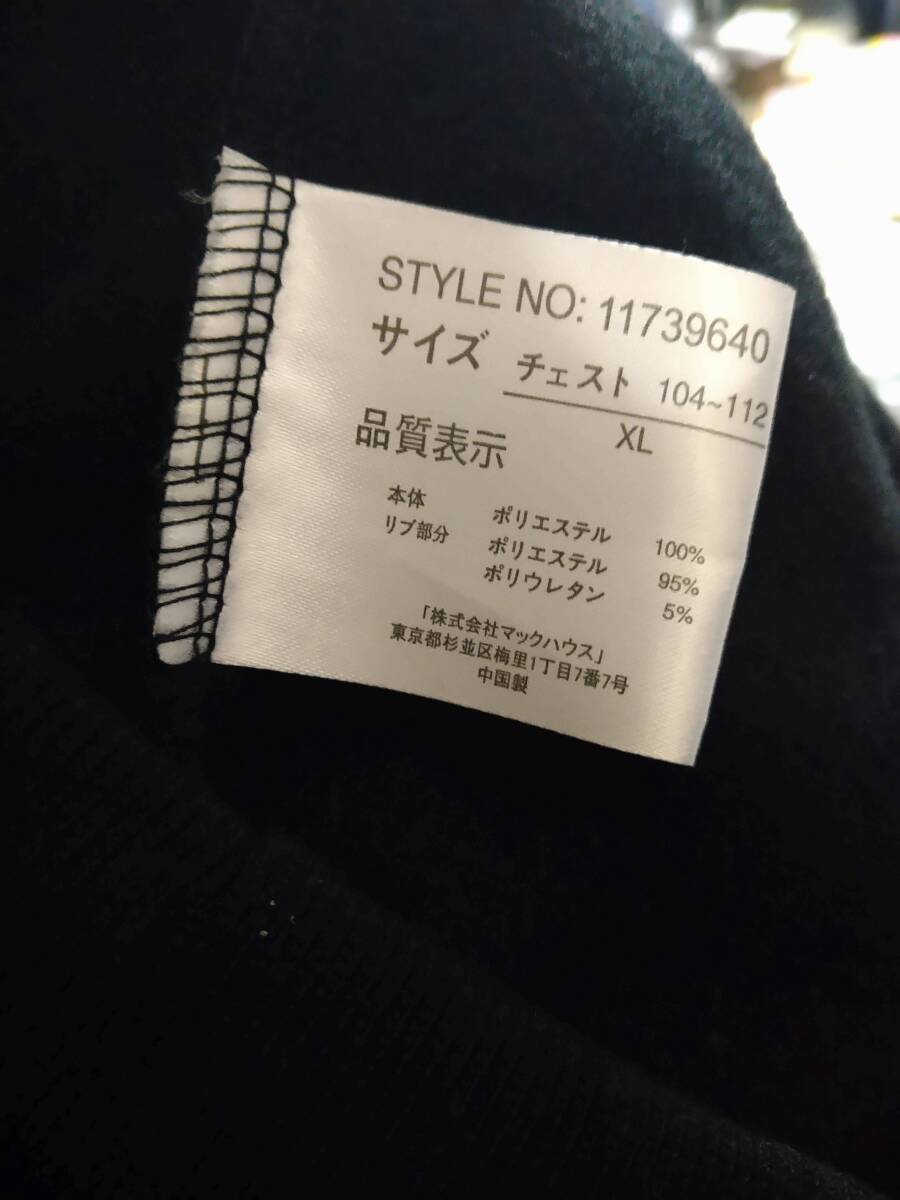 STYLE NO: 11739640
サイズ チェスト 104~112
XL
品質表示
本体 ポリエステル 100%
リブ部分 ポリエステル 95%
ポリウレタン 5%
「株式会社マックハウス」
東京都杉並区梅里1丁目7番7号
中国製